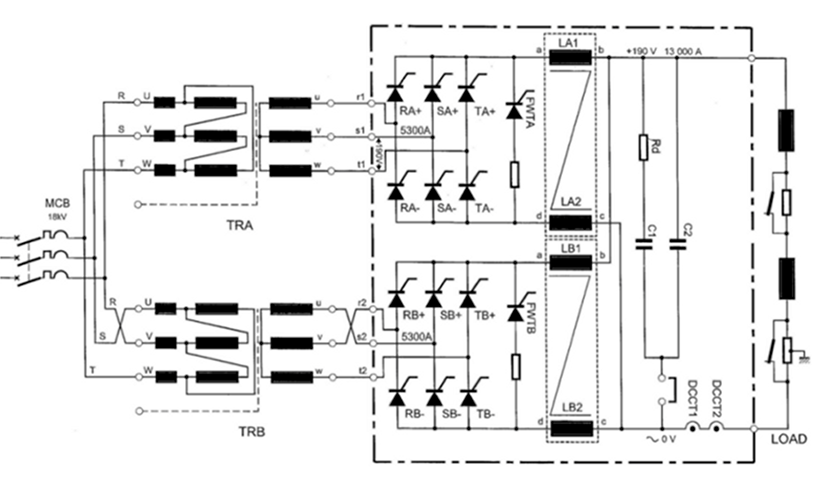 LA1
a b
+190 V 13 000 A
R U
u r1
RA+ SA+ TA+
FWTA
S V
v s1
5300A
190V
T W
w t1
Rd
MCB
18kV
RA- SA- TA-
LA2
d c
TRA
C1
C2
LB1
a b
R U
u r2
RB+ SB+ TB+
FWTB
S V
v s2
5300A
T W
w t2
RB- SB- TB-
LB2
d c
DCCT1
DCCT2
TRB
~ 0 V
LOAD